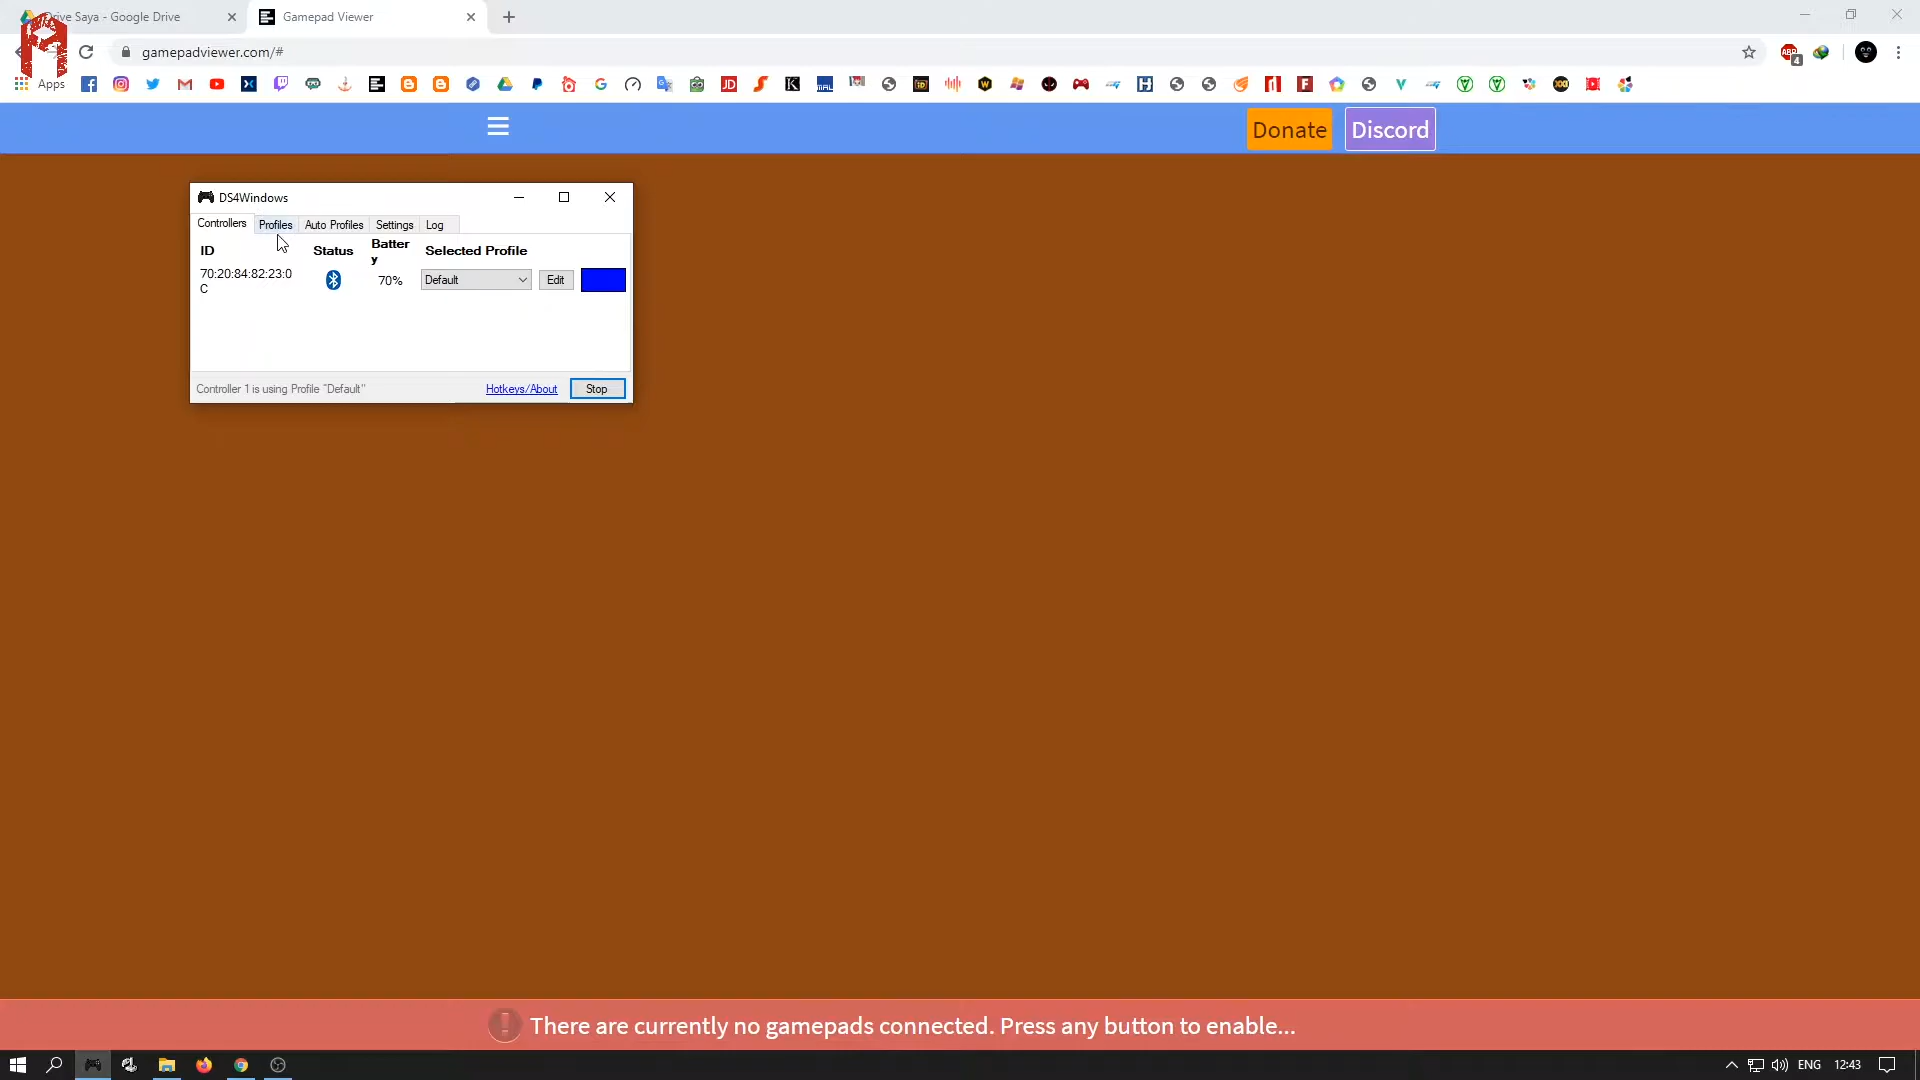 Drive Saya - Google Drive
Gamepad Viewer
gamepadviewer.com/#
ABP
4
Apps
Donate
Discord
DS4Windows
Controllers
Profiles
Auto Profiles
Settings
Log
ID
Status
Batter
y
Selected Profile
70:20:84:82:23:0
C
70%
Default
Edit
Controller 1 is using Profile "Default"
Hotkeys/About
Stop
There are currently no gamepads connected. Press any button to enable...
ENG
12:43